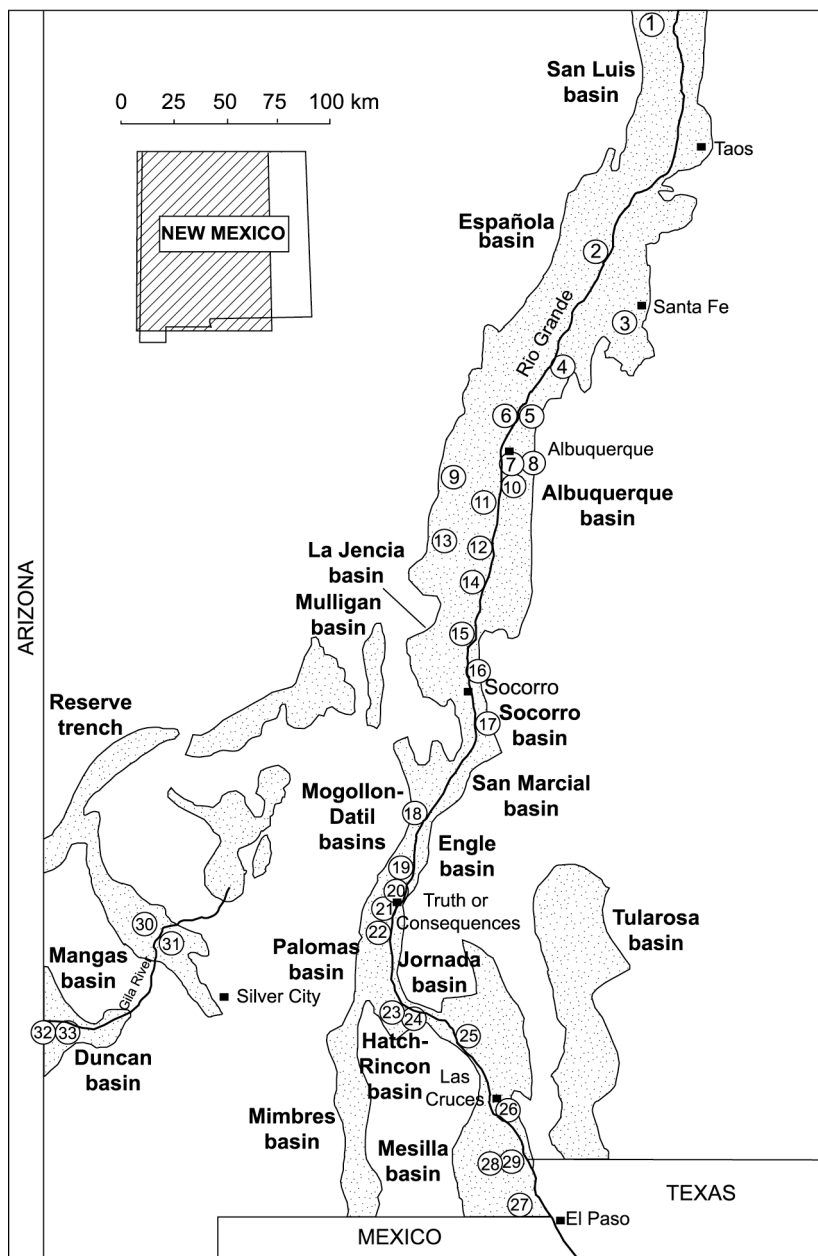 1
San Luis
basin
0 25 50 75 100 km
Taos
NEW MEXICO
Española
basin
2
Santa Fe
3
Rio Grande
4
6 5
Albuquerque
7 8
9
10
11
Albuquerque
basin
13
12
La Jencia
basin
14
Mulligan
basin
15
ARIZONA
16
Socorro
Reserve
trench
17
Socorro
basin
San Marcial
basin
Mogollon-
Datil
basins
18
Engle
basin
19
20
21
Truth or
Consequences
22
Tularosa
basin
30
31
Mangas
basin
Gila River
Palomas
basin
Jornada
basin
Silver City
23
24
32 33
Duncan
basin
25
Hatch-
Rincon
basin
Las
Cruces
26
Mimbres
basin
Mesilla
basin
28 29
27
TEXAS
El Paso
MEXICO